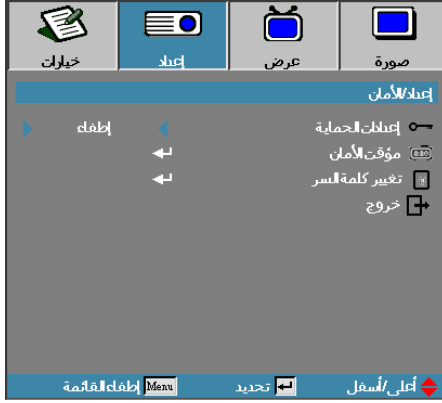 صورة
عرض
إعداد
خيارات
إعداد/الأمان
إعدادات الحماية
إطفاء
مؤقت الأمان
تغيير كلمة السر
خروج
أعلى/أسفل
تحديد
Menu إطفاء القائمة